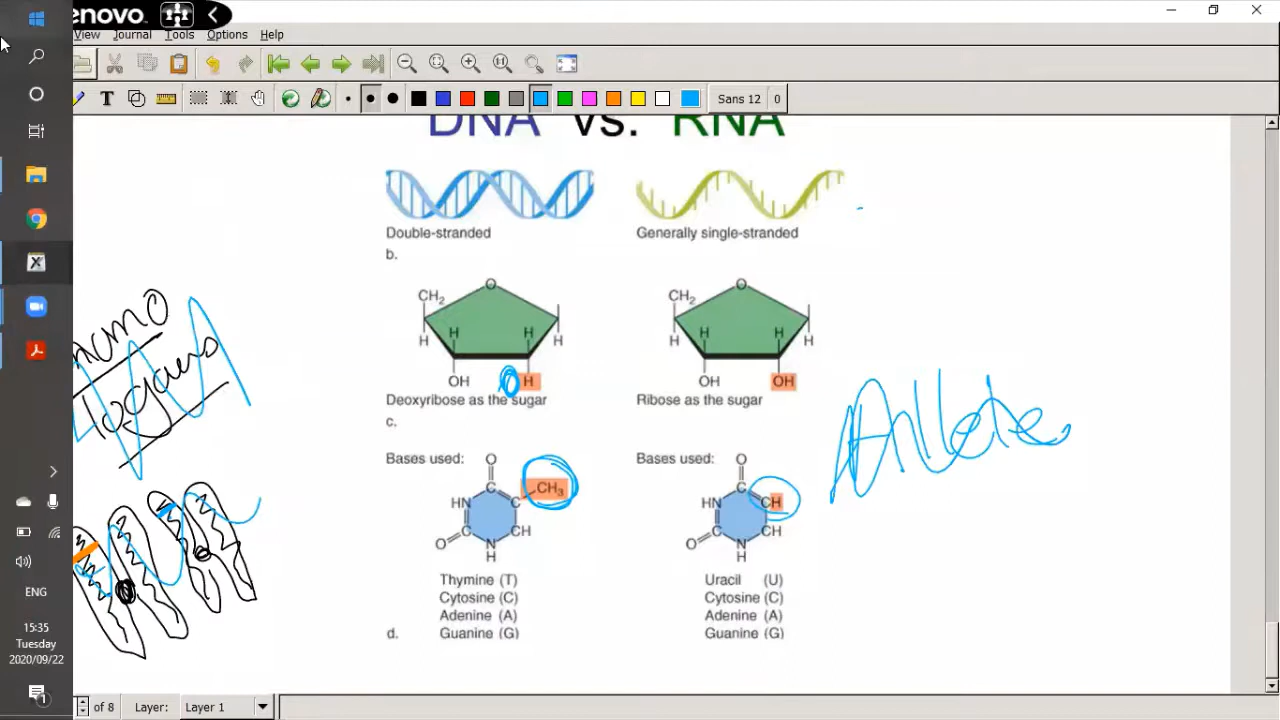 enovo
View Journal Tools Options Help
Sans 12 0
DNA vs. RNA
Double-stranded
Generally single-stranded
b.
O
CH2
H H
H H
OH H
O
CH2
H H
H H
OH OH
Deoxyribose as the sugar
Ribose as the sugar
c.
Bases used:
Bases used:
O
C CH3
HN C
C CH
O N
H
O
C
HN CH
C CH
O N
H
Thymine (T)
Cytosine (C)
Adenine (A)
Guanine (G)
Uracil (U)
Cytosine (C)
Adenine (A)
Guanine (G)
d.
Allele
ENG
15:35
Tuesday
2020/09/22
1
of 8 Layer: Layer 1